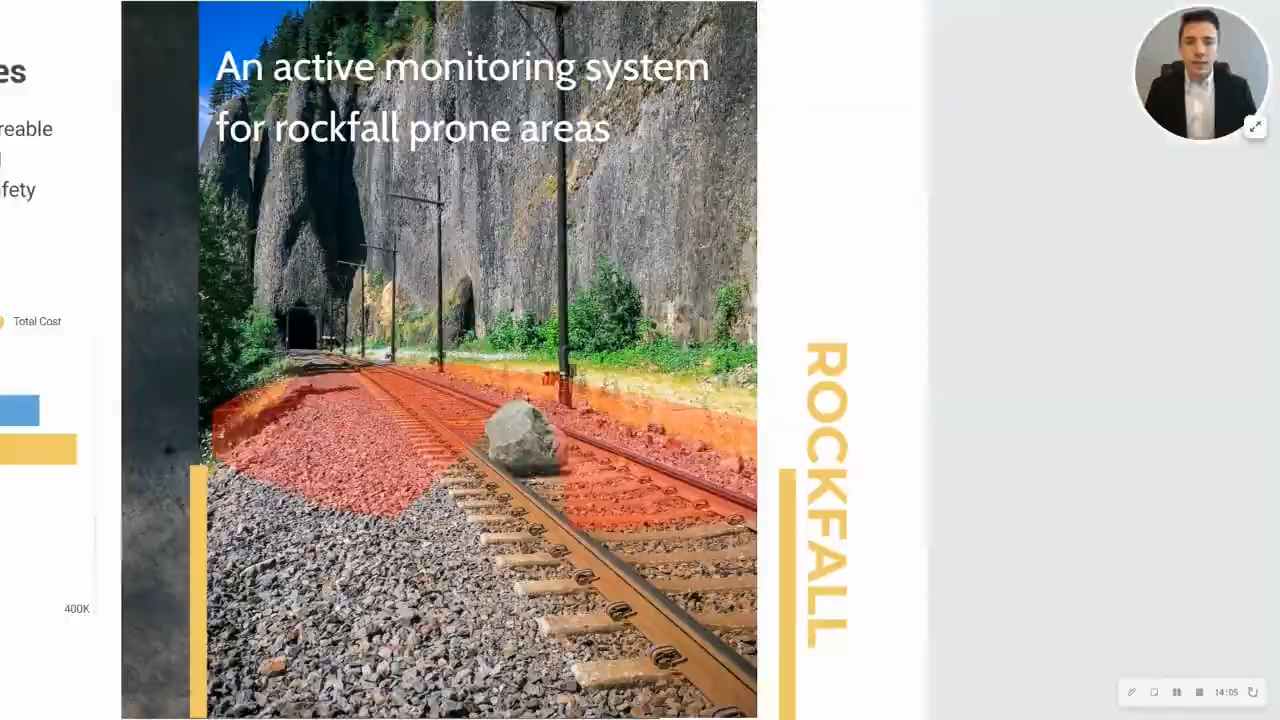 es
reable
fety
Total Cost
400K
An active monitoring system
for rockfall prone areas
ROCKFALL
14:05